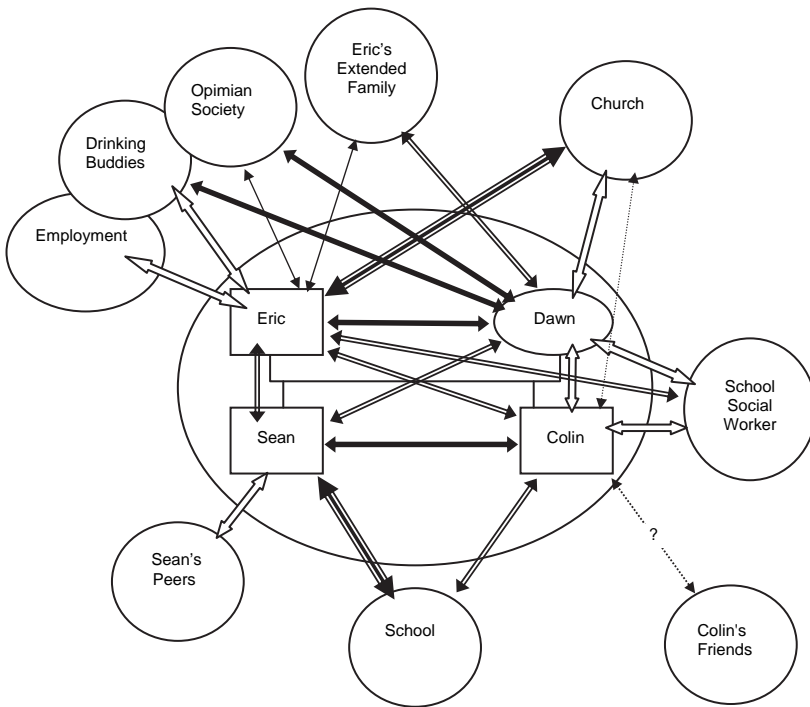 Eric's
Extended
Family
Opimian
Society
Church
Drinking
Buddies
Employment
Eric
Dawn
School
Social
Worker
Sean
Colin
?
Sean's
Peers
School
Colin's
Friends